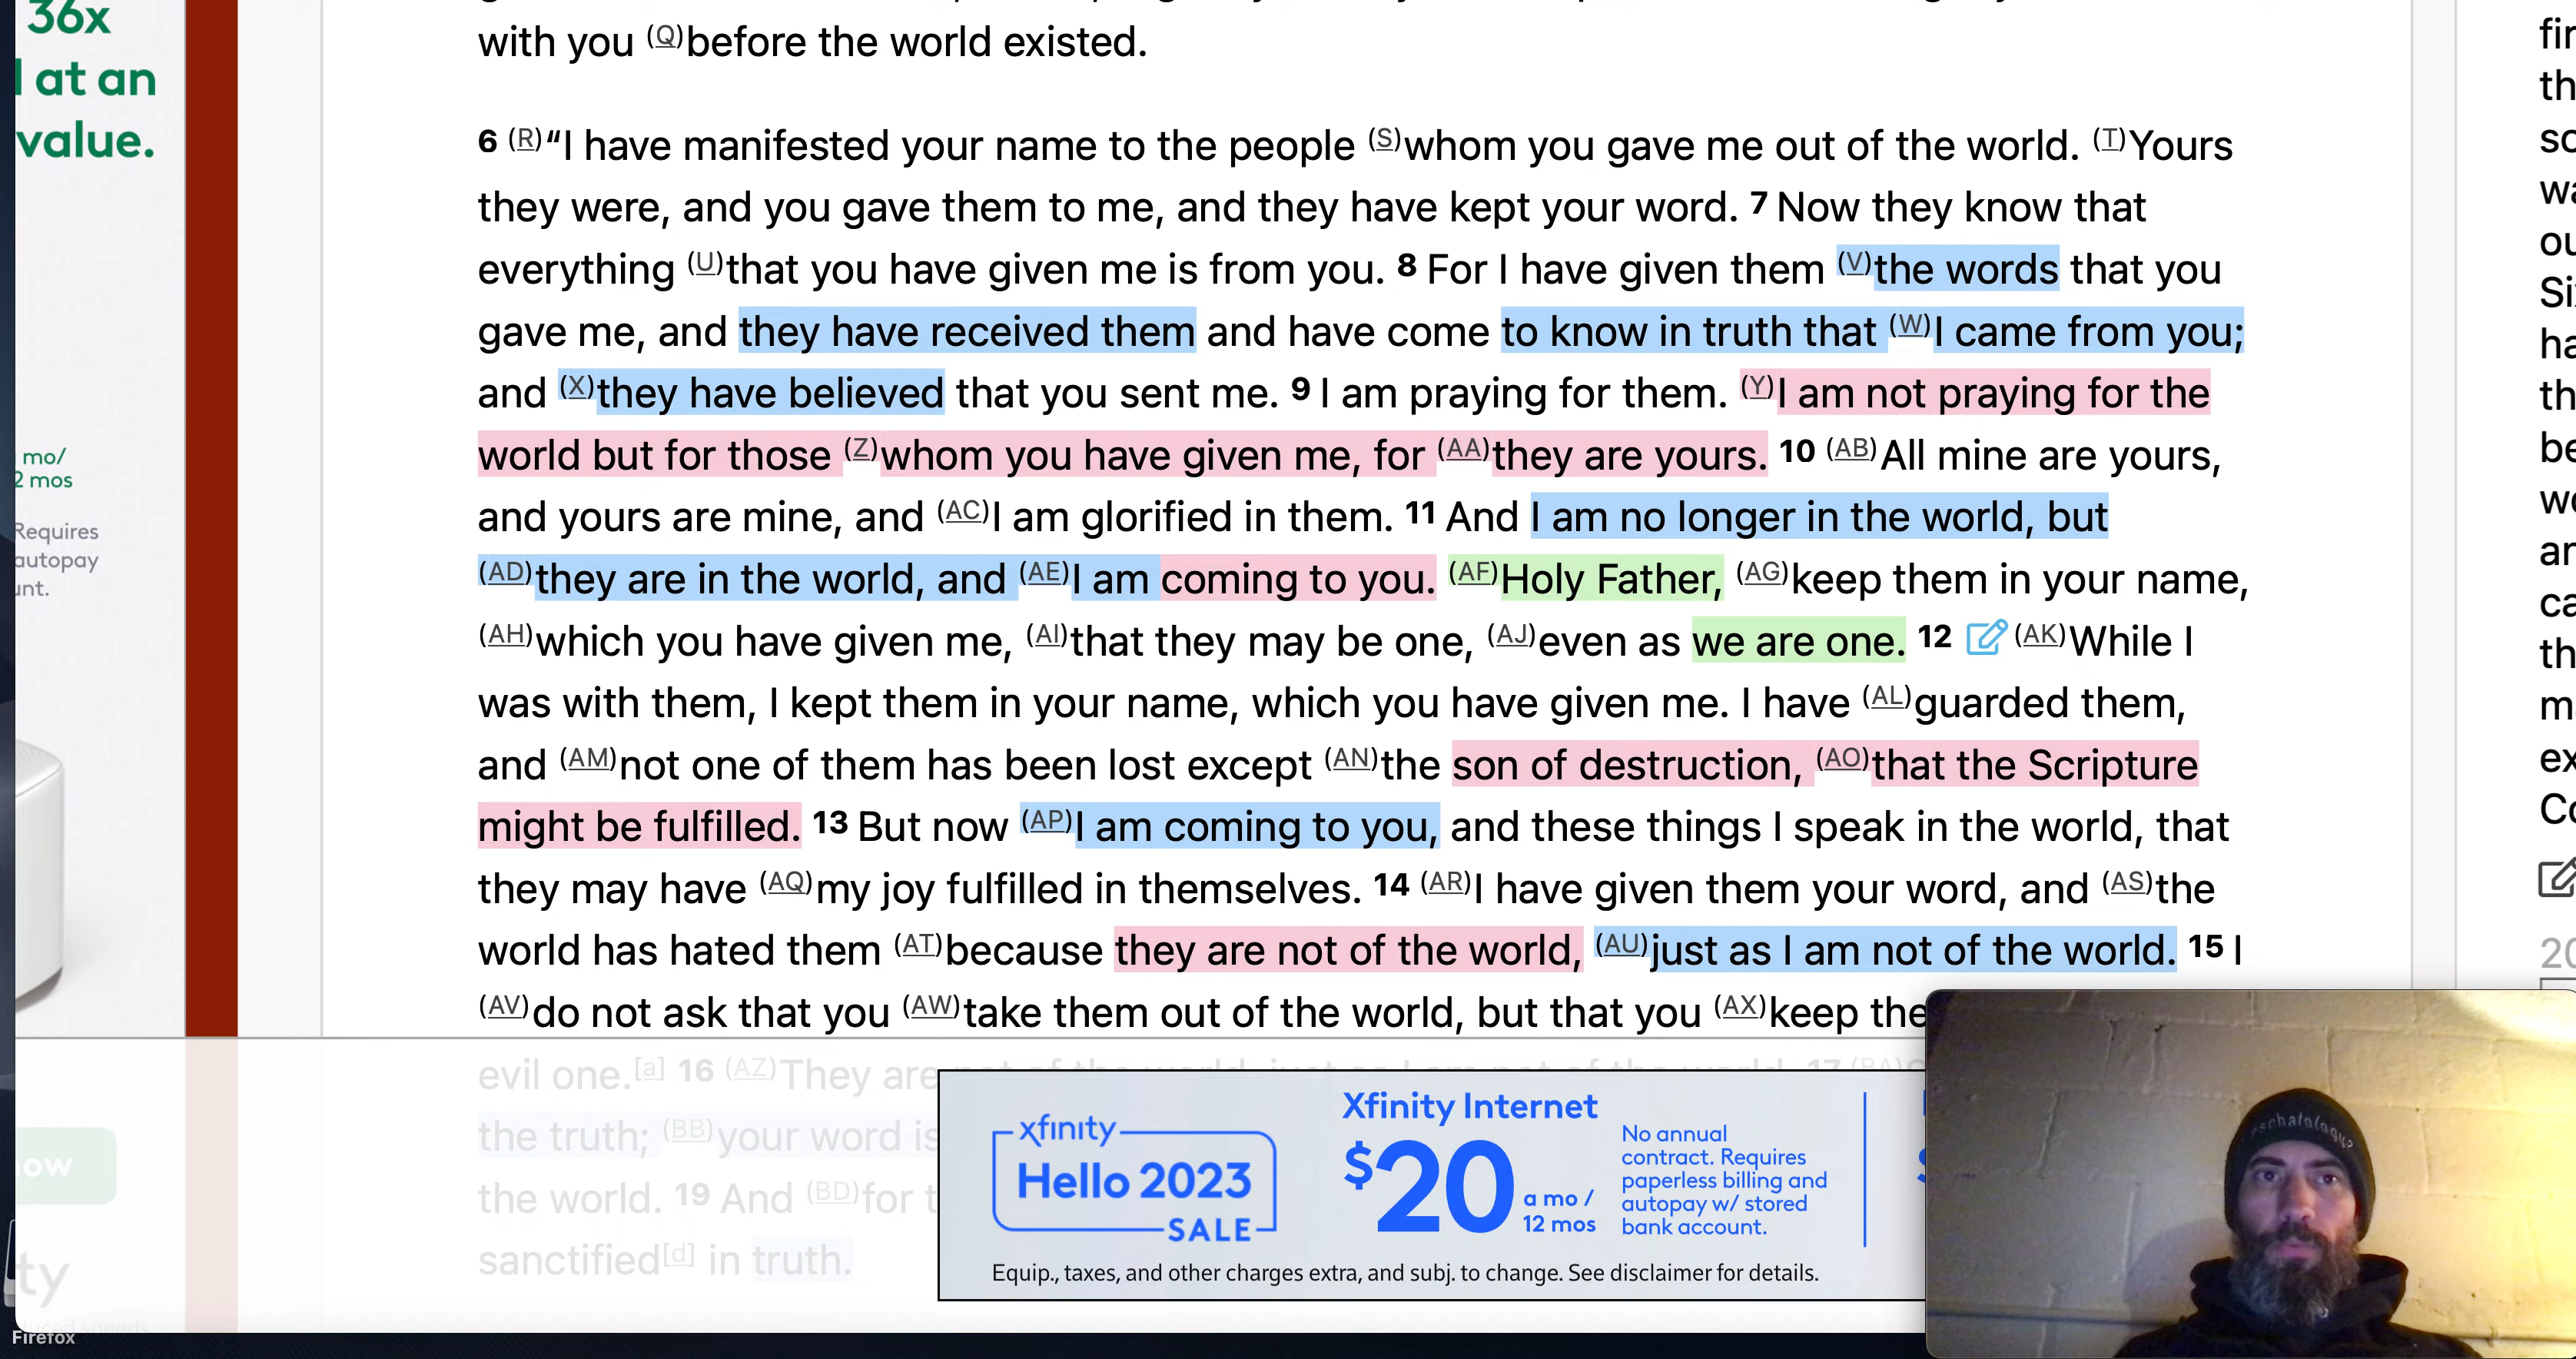 36x
at an
value.
mo/
2 mos
Requires
autopay
with you (Q)before the world existed.
6 (R)“I have manifested your name to the people (S)whom you gave me out of the world. (T)Yours
they were, and you gave them to me, and they have kept your word. 7 Now they know that
everything (U)that you have given me is from you. 8 For I have given them (V)the words that you
gave me, and they have received them and have come to know in truth that (W)I came from you;
and (X)they have believed that you sent me. 9 I am praying for them. (Y)I am not praying for the
world but for those (Z)whom you have given me, for (AA)they are yours. 10 (AB)All mine are yours,
and yours are mine, and (AC)I am glorified in them. 11 And I am no longer in the world, but
(AD)they are in the world, and (AE)I am coming to you. (AF)Holy Father, (AG)keep them in your name,
(AH)which you have given me, (AI)that they may be one, (AJ)even as we are one. 12 (AK)While I
was with them, I kept them in your name, which you have given me. I have (AL)guarded them,
and (AM)not one of them has been lost except (AN)the son of destruction, (AO)that the Scripture
might be fulfilled. 13 But now (AP)I am coming to you, and these things I speak in the world, that
they may have (AQ)my joy fulfilled in themselves. 14 (AR)I have given them your word, and (AS)the
world has hated them (AT)because they are not of the world, (AU)just as I am not of the world. 15 I
(AV)do not ask that you (AW)take them out of the world, but that you (AX)keep the
evil one.[a] 16 (AZ)They are not of the world, just as I am not of the world. 17 (BA)
the truth; (BB)your word is
the world. 19 And (BD)for t
sanctified[d] in truth.
xfinity
Hello 2023
SALE
Xfinity Internet
$20 a mo /
12 mos
No annual
contract. Requires
paperless billing and
autopay w/ stored
bank account.
Equip., taxes, and other charges extra, and subj. to change. See disclaimer for details.
Firefox